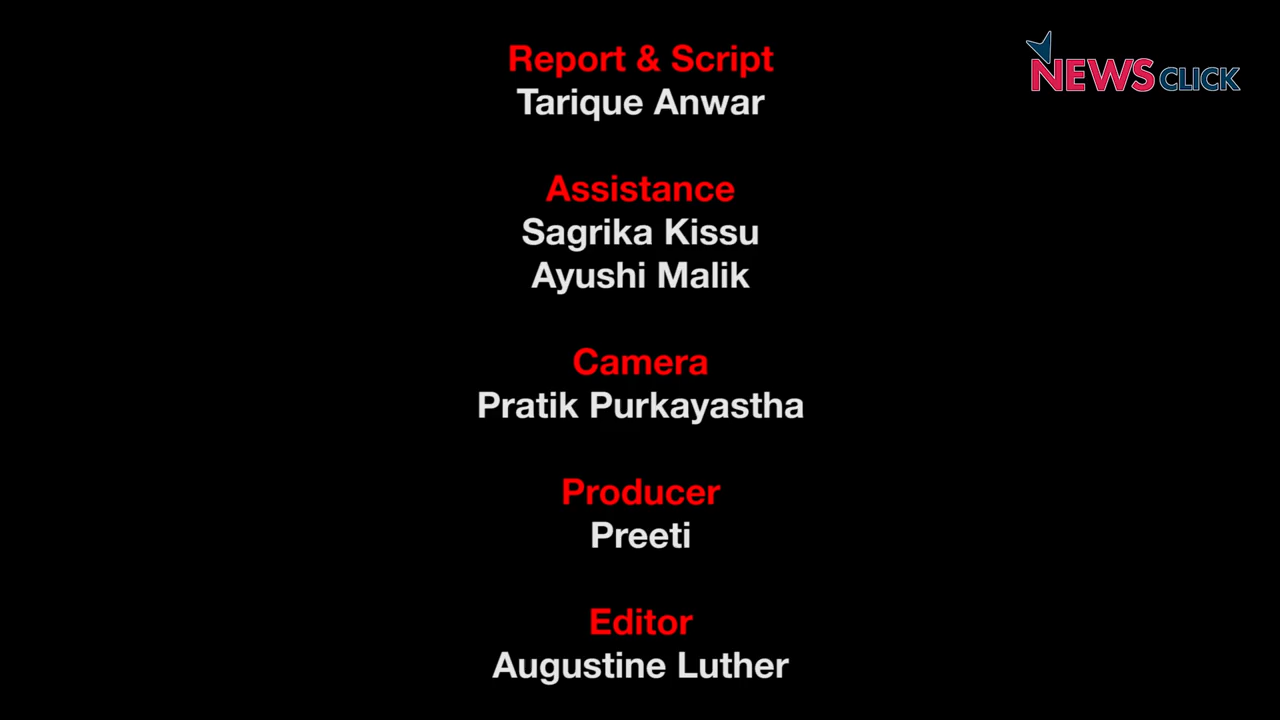 Report & Script
Tarique Anwar
NEWSCLICK
Assistance
Sagrika Kissu
Ayushi Malik
Camera
Pratik Purkayastha
Producer
Preeti
Editor
Augustine Luther